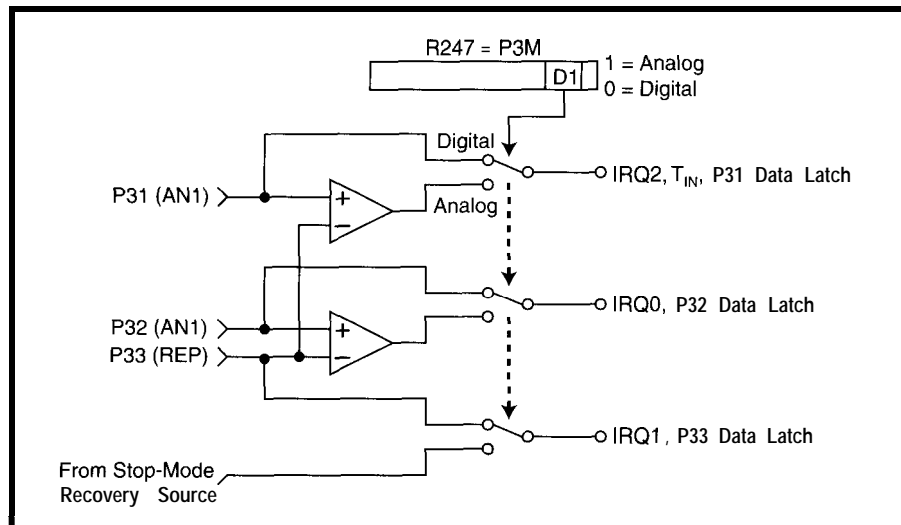 R247 = P3M
D1
1 = Analog
0 = Digital
Digital
P31 (AN1)
+
−
Analog
IRQ2, TIN, P31 Data Latch
P32 (AN1)
+
P33 (REP)
−
IRQ0, P32 Data Latch
IRQ1, P33 Data Latch
From Stop-Mode
Recovery Source